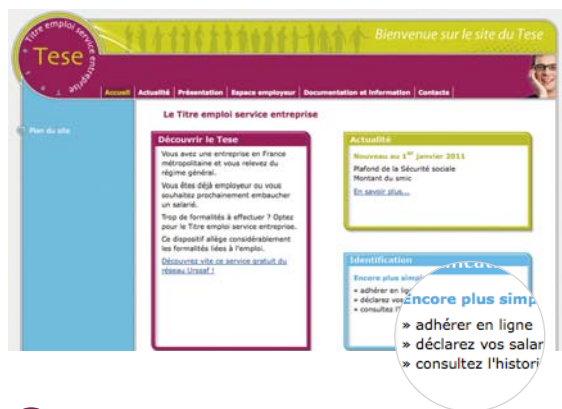 Titre emploi service entreprise
Tese
Bienvenue sur le site du Tese
Accueil Actualité Présentation Espace employeur Documentation et Information Contacts
Plan du site
Le Titre emploi service entreprise
Découvrir le Tese
Vous avez une entreprise en France
métropolitaine et vous relevez du
régime général.
Vous êtes déjà employeur ou vous
souhaitez prochainement embaucher
un salarié.
Trop de formalités à effectuer ? Optez
pour le Titre emploi service entreprise.
Ce dispositif allège considérablement
les formalités liées à l'emploi.
Découvrez vite ce service gratuit du
réseau Urssaf !
Actualité
Nouveau au 1er janvier 2011
Plafond de la Sécurité sociale
Montant du smic
En savoir plus...
Identification
Encore plus simp
» adhérer en ligne
» déclarez vos salar
» consultez l'histori